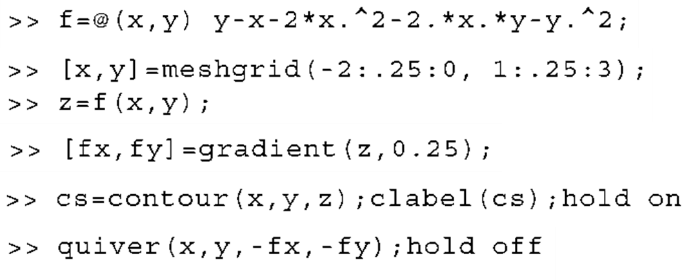 >> f=@(x,y) y-x-2*x.^2-2.*x.*y-y.^2;
>> [x,y]=meshgrid(-2:.25:0, 1:.25:3);
>> z=f(x,y);
>> [fx,fy]=gradient(z,0.25);
>> cs=contour(x,y,z);clabel(cs);hold on
>> quiver(x,y,-fx,-fy);hold off